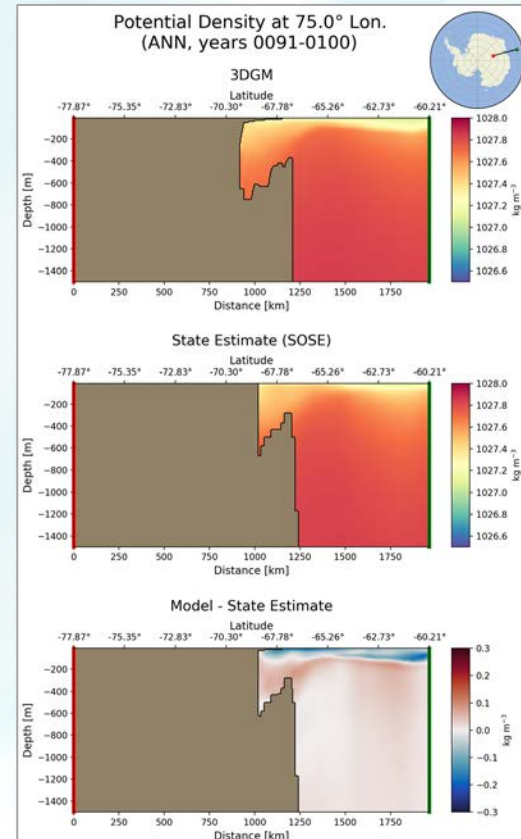 Potential Density at 75.0° Lon.
(ANN, years 0091-0100)
3DGM
Latitude
-77.87° -75.35° -72.83° -70.30° -67.78° -65.26° -62.73° -60.21°
Depth [m]
-200
-400
-600
-800
-1000
-1200
-1400
0 250 500 750 1000 1250 1500 1750
Distance [km]
1028.0
1027.8
1027.6
1027.4
1027.2
1027.0
1026.8
1026.6
kg m⁻³
State Estimate (SOSE)
Latitude
-77.87° -75.35° -72.83° -70.30° -67.78° -65.26° -62.73° -60.21°
Depth [m]
-200
-400
-600
-800
-1000
-1200
-1400
0 250 500 750 1000 1250 1500 1750
Distance [km]
1028.0
1027.8
1027.6
1027.4
1027.2
1027.0
1026.8
1026.6
kg m⁻³
Model - State Estimate
Latitude
-77.87° -75.35° -72.83° -70.30° -67.78° -65.26° -62.73° -60.21°
Depth [m]
-200
-400
-600
-800
-1000
-1200
-1400
0 250 500 750 1000 1250 1500 1750
Distance [km]
0.3
0.2
0.1
0.0
-0.1
-0.2
-0.3
kg m⁻³